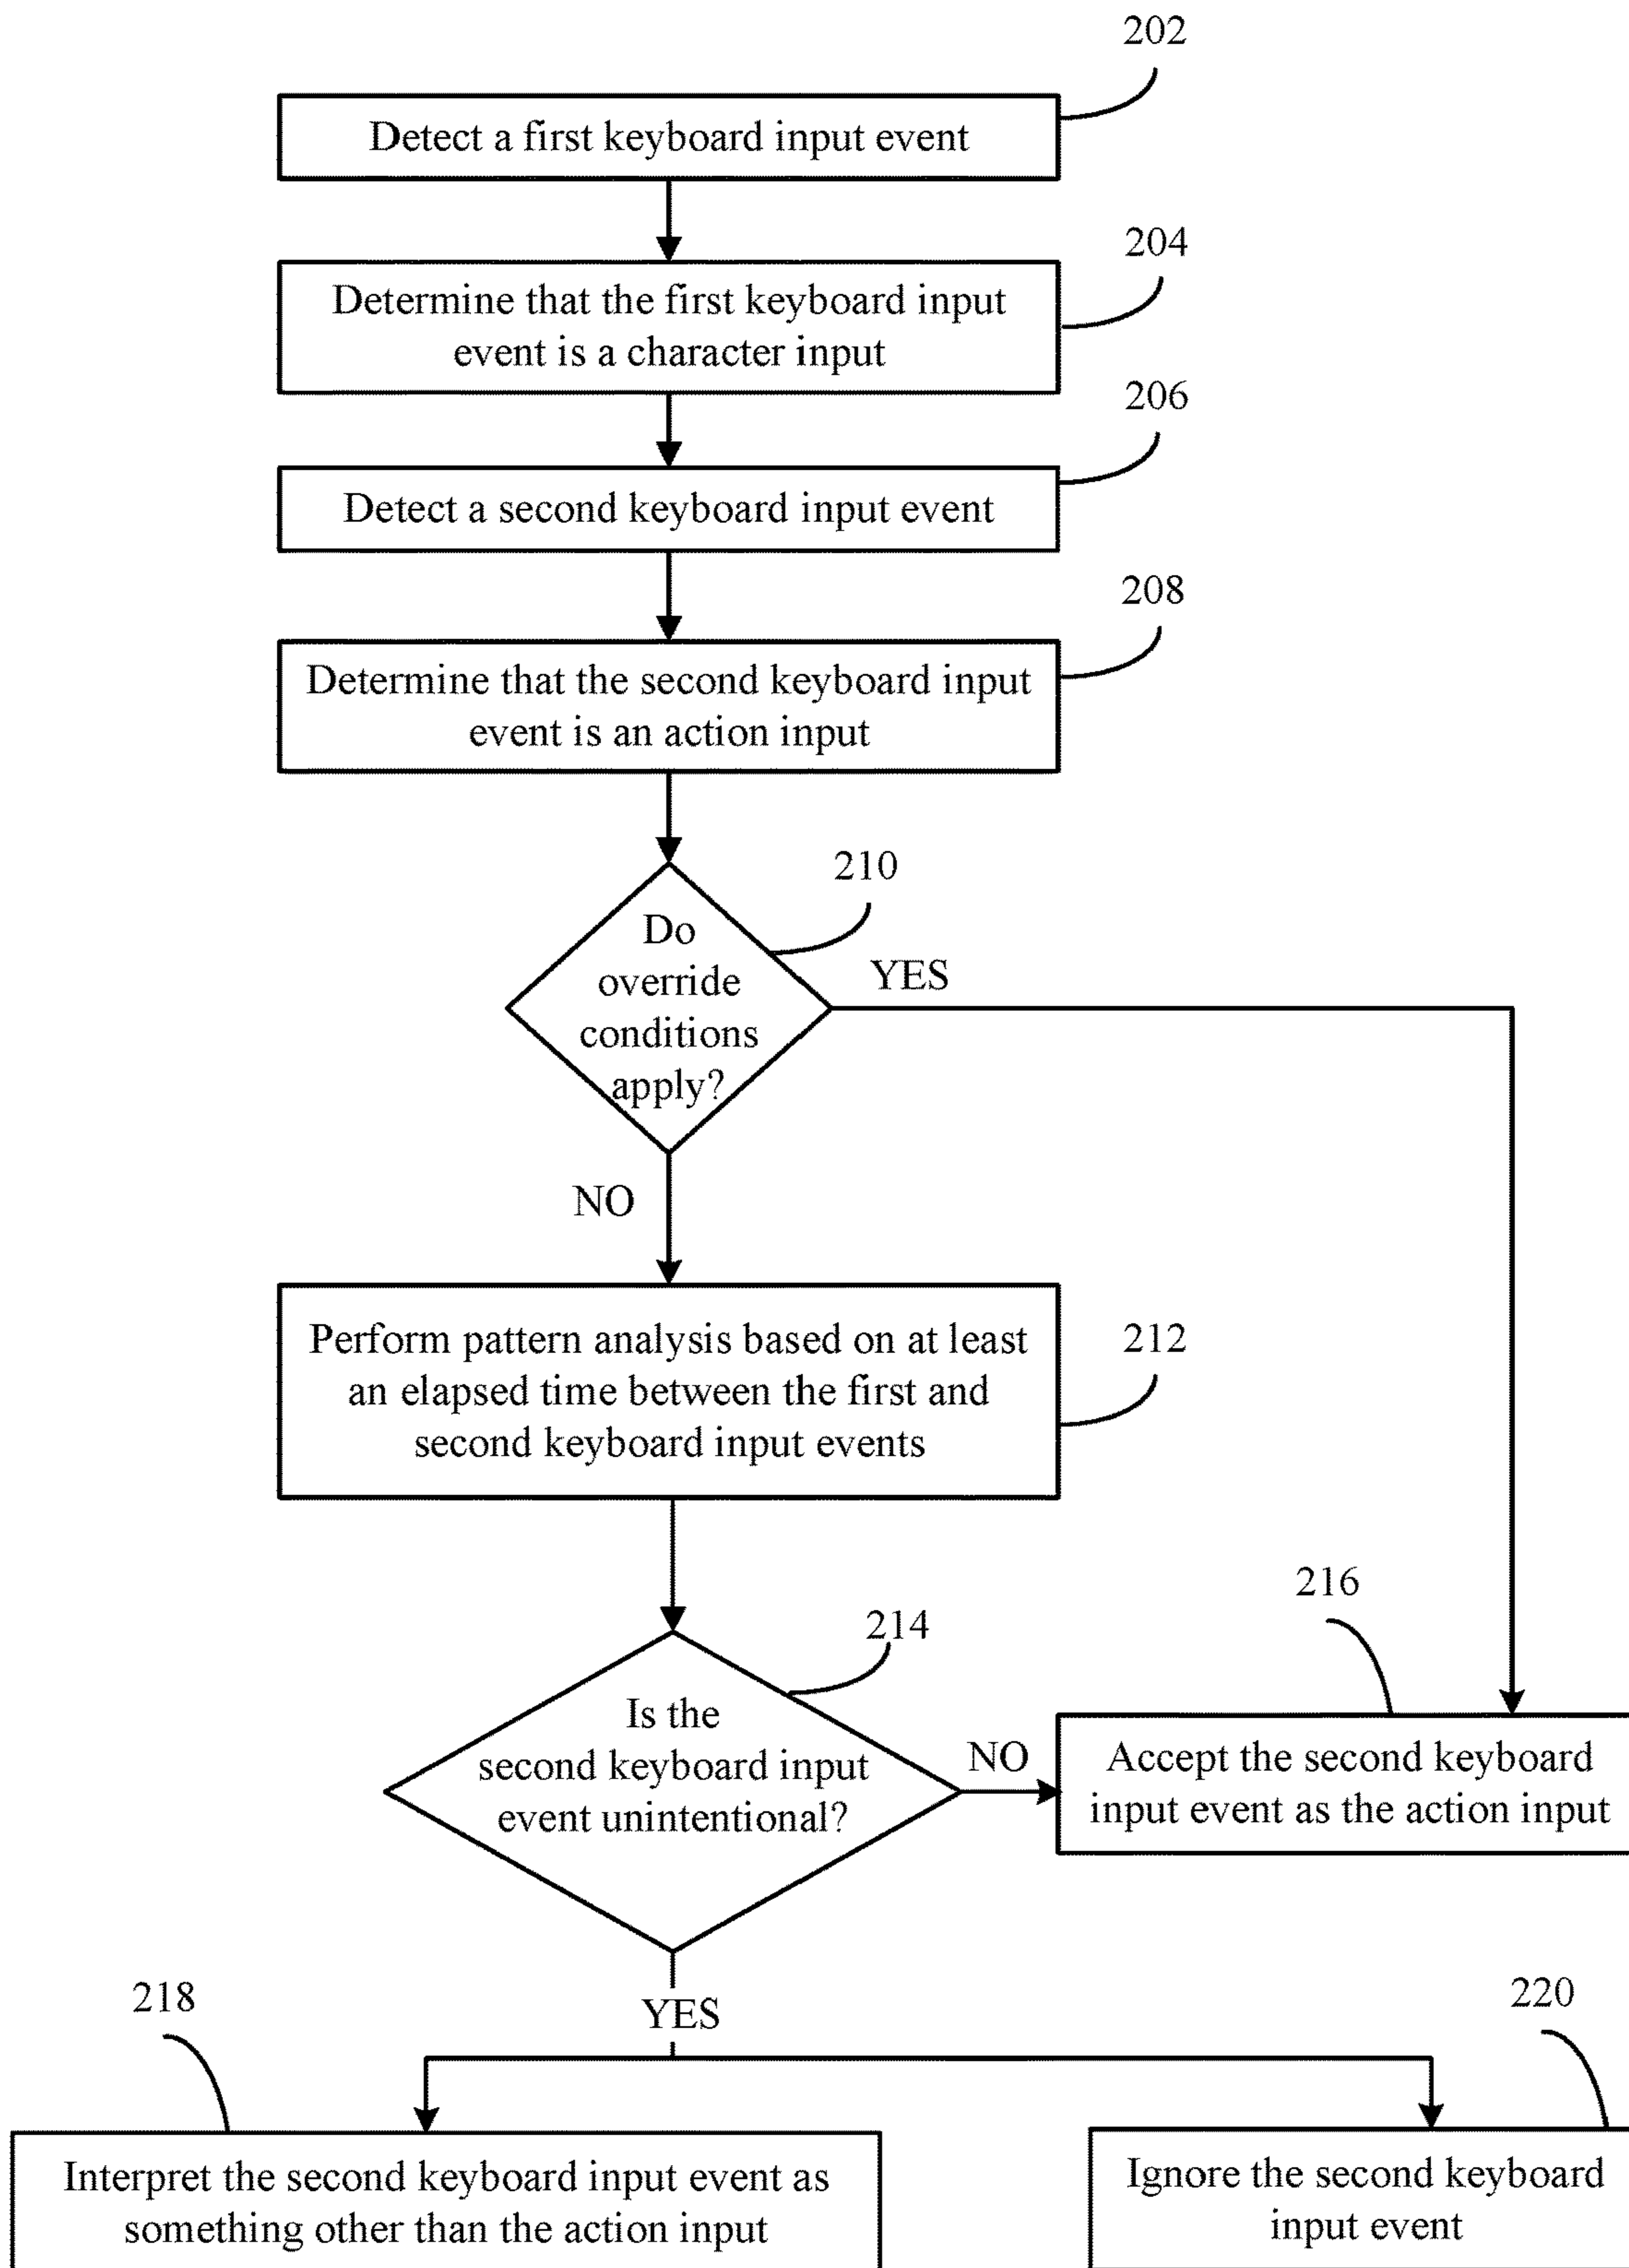 202
Detect a first keyboard input event
204
Determine that the first keyboard input
event is a character input
206
Detect a second keyboard input event
208
Determine that the second keyboard input
event is an action input
210
Do
override
conditions
apply?
YES
NO
Perform pattern analysis based on at least
an elapsed time between the first and
second keyboard input events
212
214
Is the
second keyboard input
event unintentional?
NO
216
Accept the second keyboard
input event as the action input
YES
218
Interpret the second keyboard input event as
something other than the action input
220
Ignore the second keyboard
input event